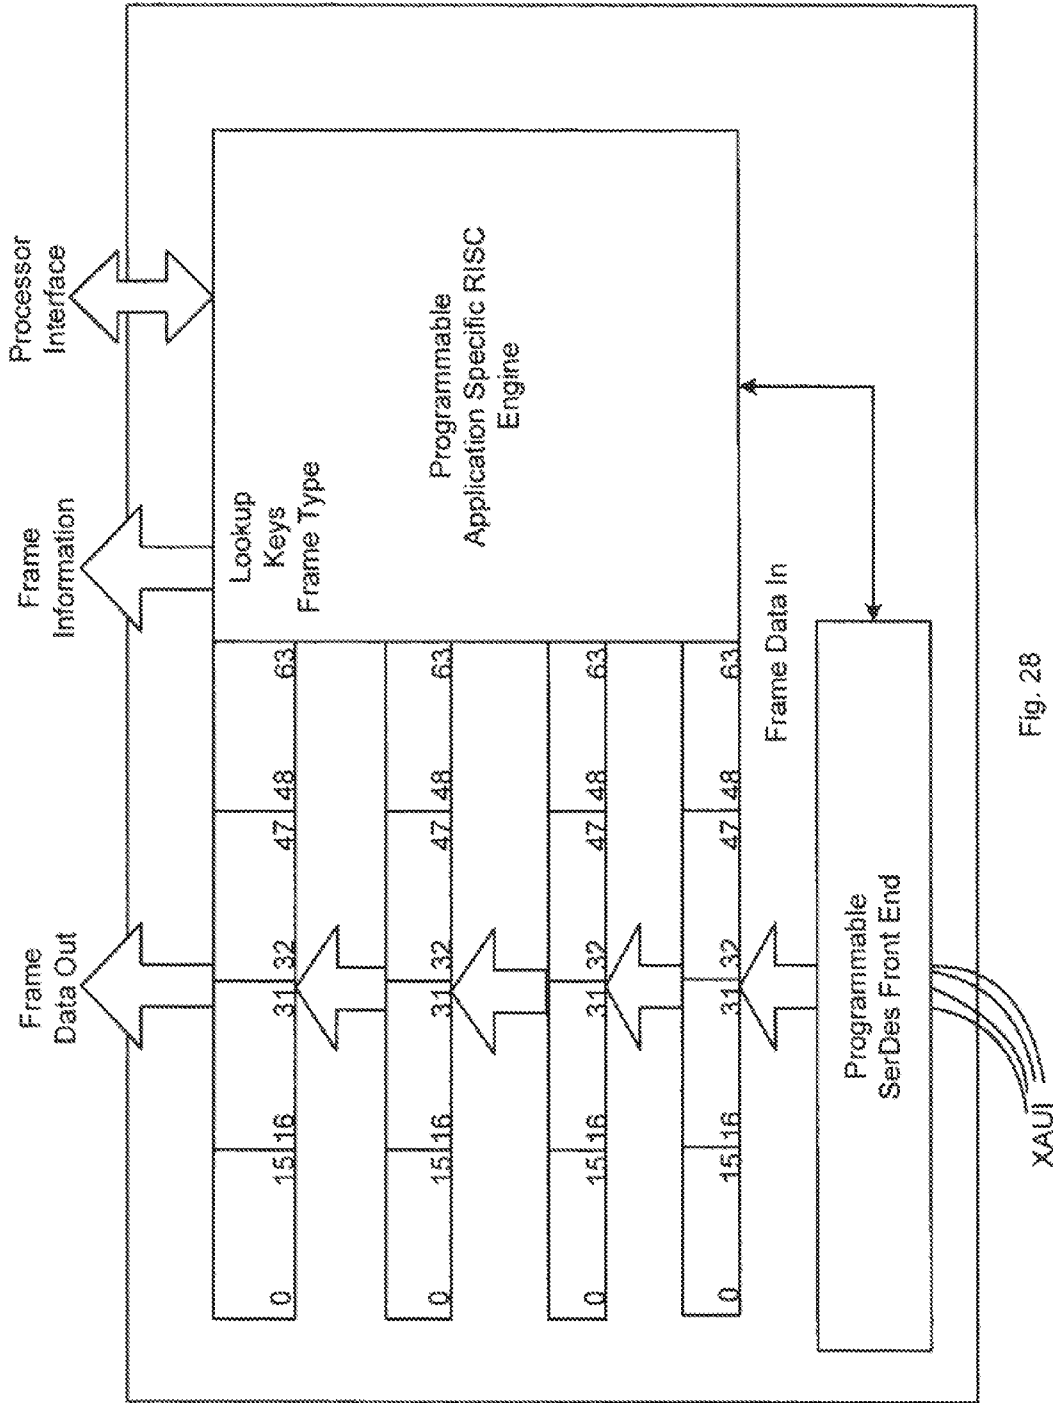 Frame
Data Out
Frame
Information
Processor
Interface
0 15 16 31 32 47 48 63
Lookup
Keys
Frame Type
0 15 16 31 32 47 48 63
Programmable
Application Specific RISC
Engine
0 15 16 31 32 47 48 63
0 15 16 31 32 47 48 63
Frame Data In
Programmable
SerDes Front End
XAUI
Fig. 28